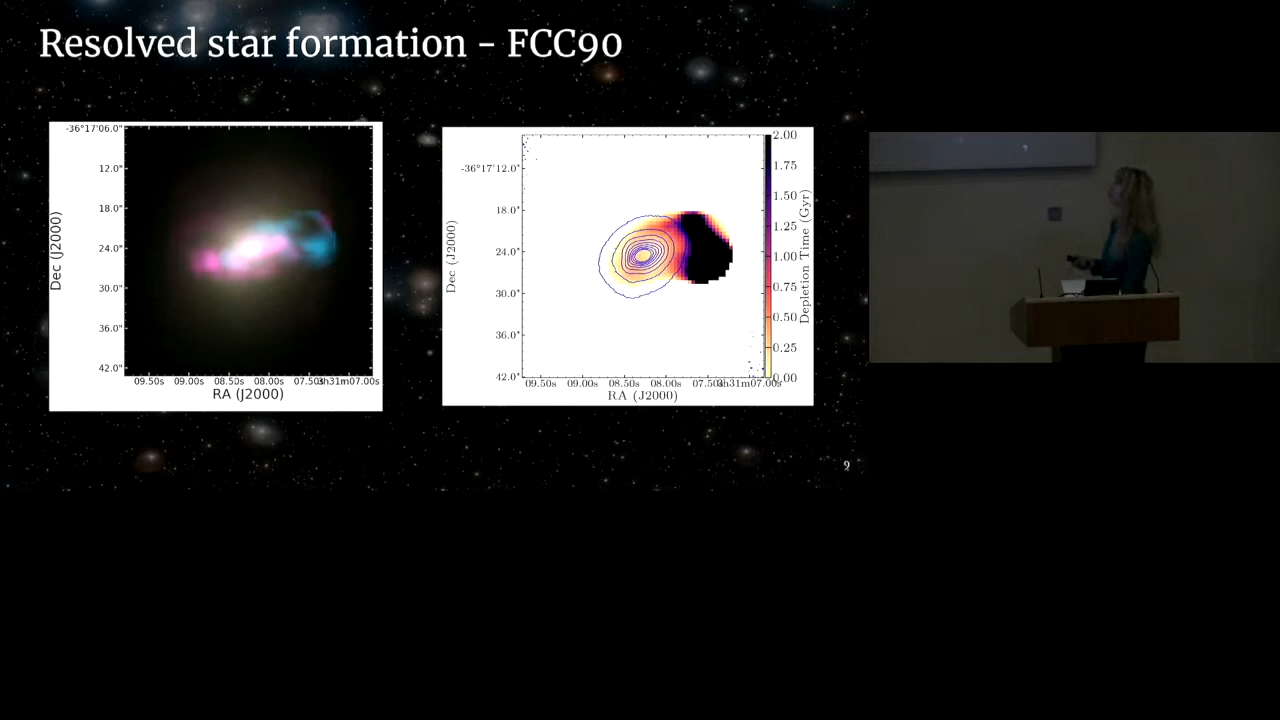 Resolved star formation - FCC90
-36°17'06.0"
12.0"
18.0"
24.0"
30.0"
36.0"
42.0"
Dec (J2000)
09.50s 09.00s 08.50s 08.00s 07.50s 3h31m07.00s
RA (J2000)
-36°17'12.0"
18.0"
24.0"
30.0"
36.0"
42.0"
Dec (J2000)
09.50s 09.00s 08.50s 08.00s 07.50s 3h31m07.00s
RA (J2000)
2.00
1.75
1.50
1.25
1.00
0.75
0.50
0.25
0.00
Depletion Time (Gyr)
9